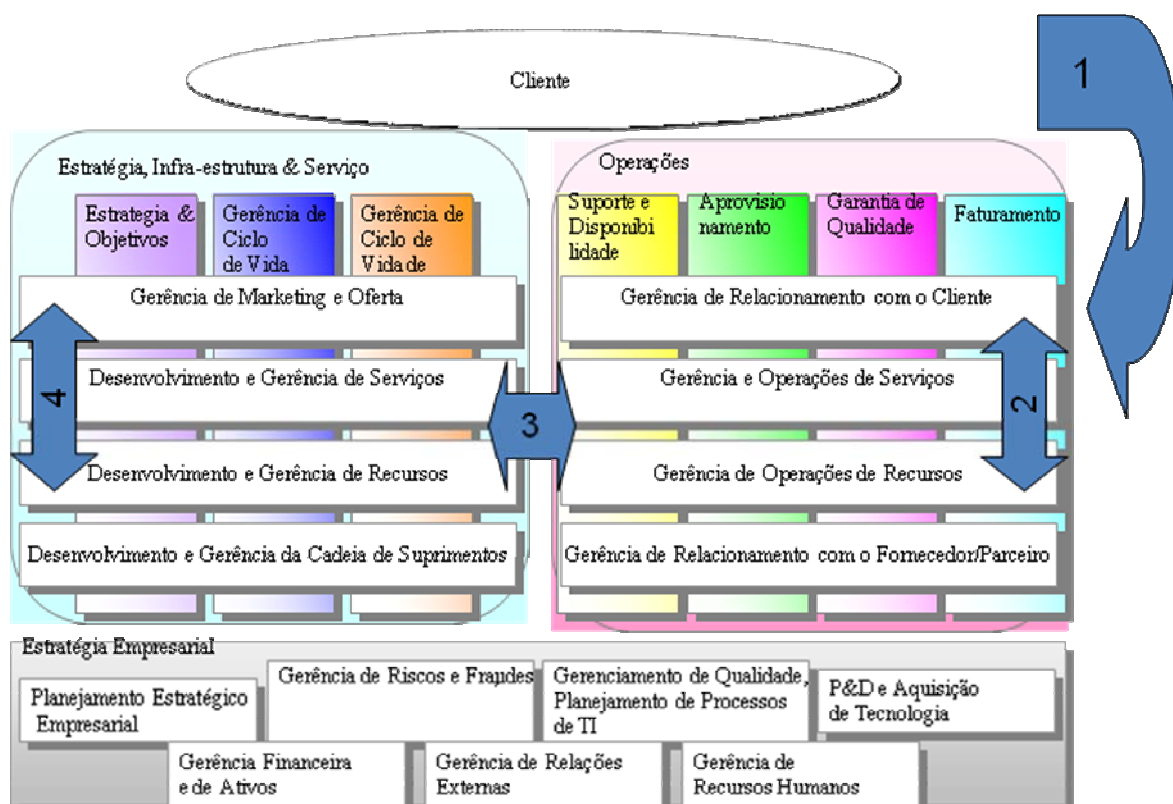 Cliente
1
Estratégia, Infra-estrutura & Serviço
Operações
Estrategia &
Objetivos
Gerência de
Ciclo
de Vida
Gerência de
Ciclo de
Vida de
Suporte e
Disponibi
lidade
Aprovisio
namento
Garantia de
Qualidade
Faturamento
Gerência de Marketing e Oferta
Gerência de Relacionamento com o Cliente
Desenvolvimento e Gerência de Serviços
Gerência e Operações de Serviços
4
3
2
Desenvolvimento e Gerência de Recursos
Gerência de Operações de Recursos
Desenvolvimento e Gerência da Cadeia de Suprimentos
Gerência de Relacionamento com o Fornecedor/Parceiro
Estratégia Empresarial
Planejamento Estratégico
Empresarial
Gerência de Riscos e Fraudes
Gerenciamento de Qualidade,
Planejamento de Processos
de TI
P&D e Aquisição
de Tecnologia
Gerência Financeira
e de Ativos
Gerência de Relações
Externas
Gerência de
Recursos Humanos